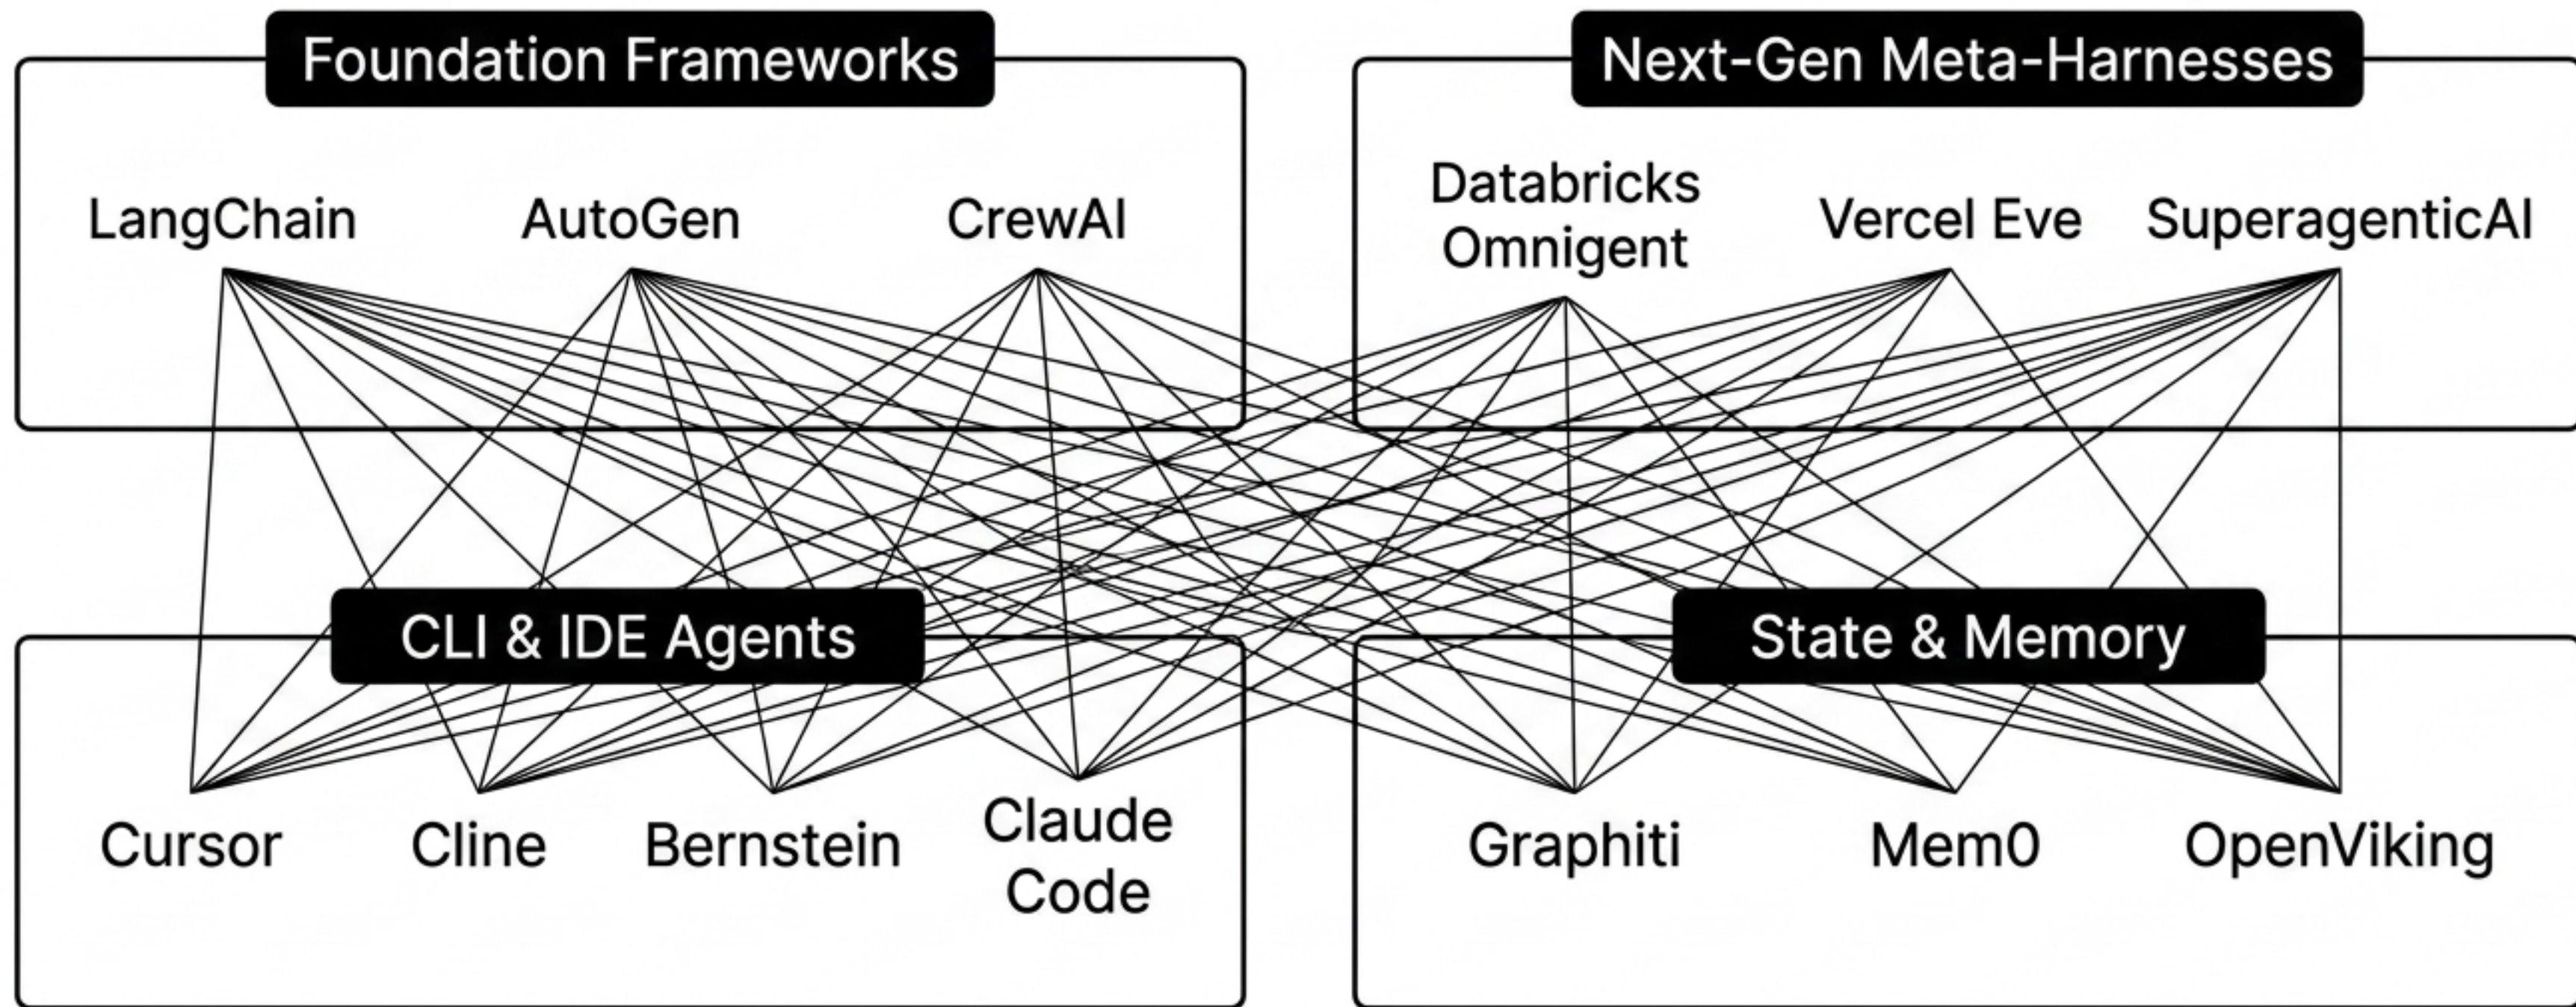 Foundation Frameworks
Next-Gen Meta-Harnesses
LangChain
AutoGen
CrewAI
Databricks
Omnigent
Vercel Eve
SuperagenticAI
CLI & IDE Agents
State & Memory
Cursor
Cline
Bernstein
Claude
Code
Graphiti
Mem0
OpenViking